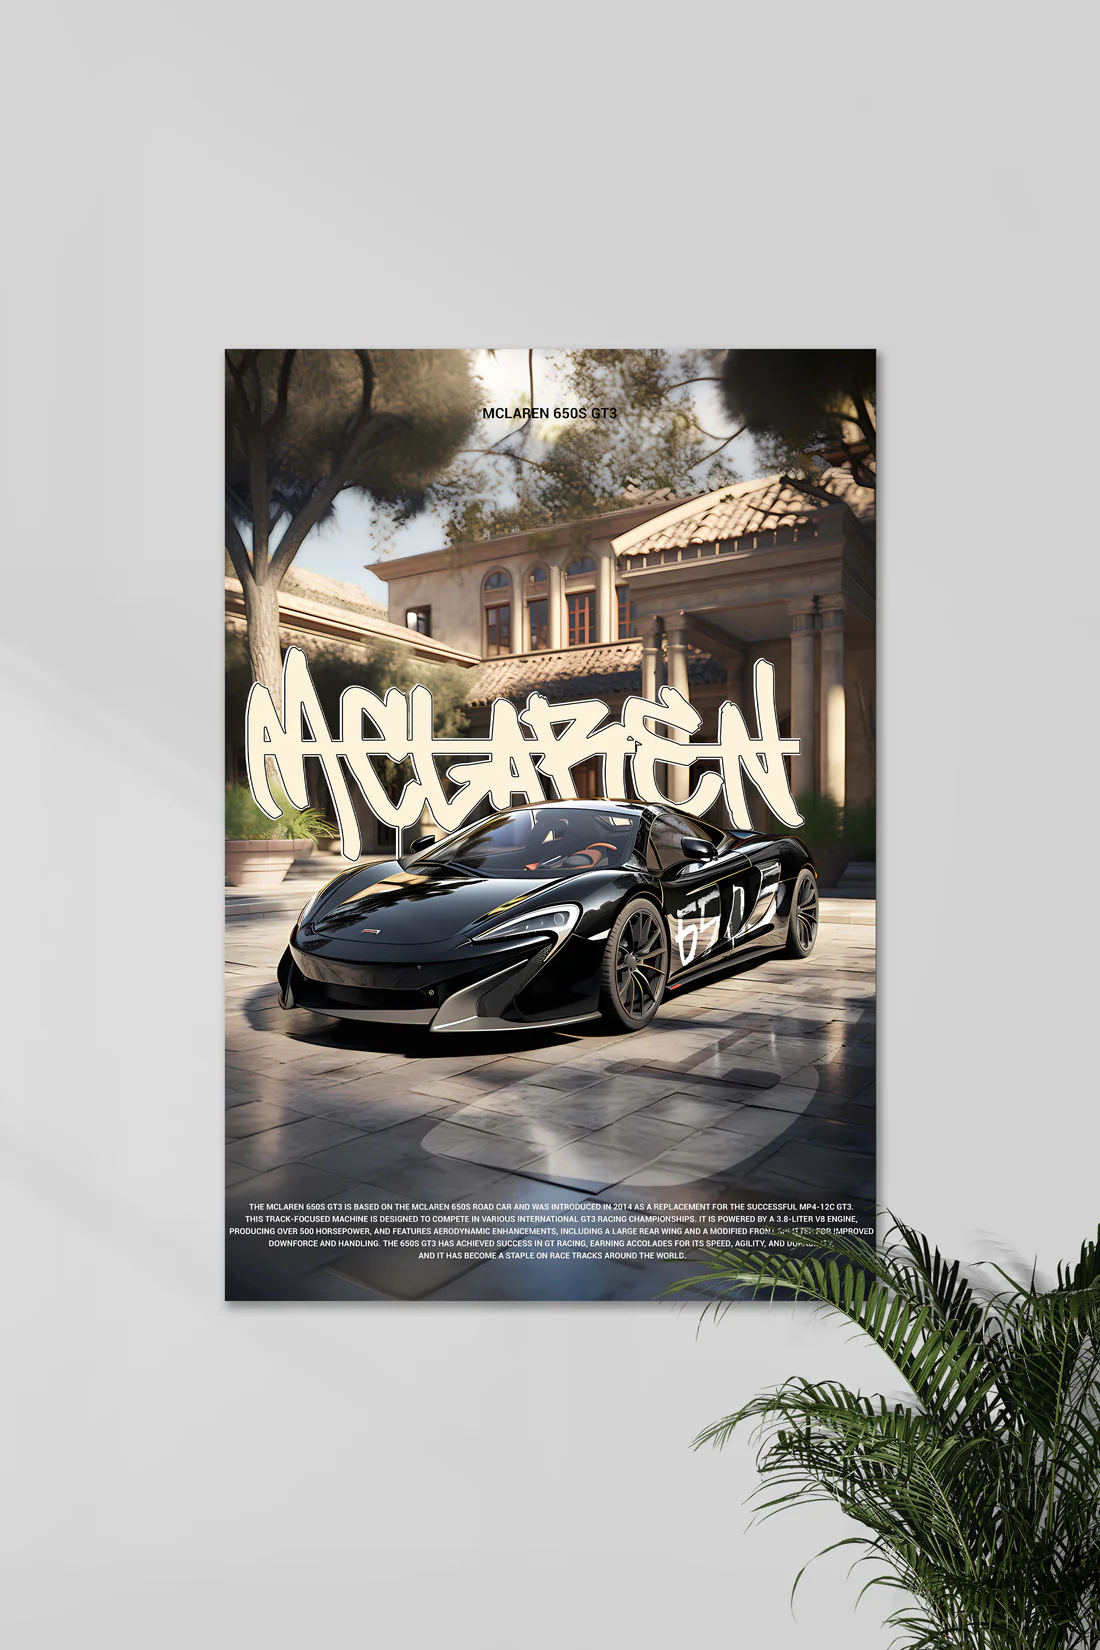 MCLAREN 650S GT3
MCLAREN
650S
THE MCLAREN 650S GT3 IS BASED ON THE MCLAREN 650S ROAD CAR AND WAS INTRODUCED IN 2014 AS A REPLACEMENT FOR THE SUCCESSFUL MP4-12C GT3.
THIS TRACK-FOCUSED MACHINE IS DESIGNED TO COMPETE IN VARIOUS INTERNATIONAL GT3 RACING CHAMPIONSHIPS. IT IS POWERED BY A 3.8-LITER V8 ENGINE,
PRODUCING OVER 500 HORSEPOWER, AND FEATURES AERODYNAMIC ENHANCEMENTS, INCLUDING A LARGE REAR WING AND A MODIFIED FRONT SPLITTER FOR IMPROVED
DOWNFORCE AND HANDLING. THE 650S GT3 HAS ACHIEVED SUCCESS IN GT RACING, EARNING ACCOLADES FOR ITS SPEED, AGILITY, AND DURABILITY,
AND IT HAS BECOME A STAPLE ON RACE TRACKS AROUND THE WORLD.